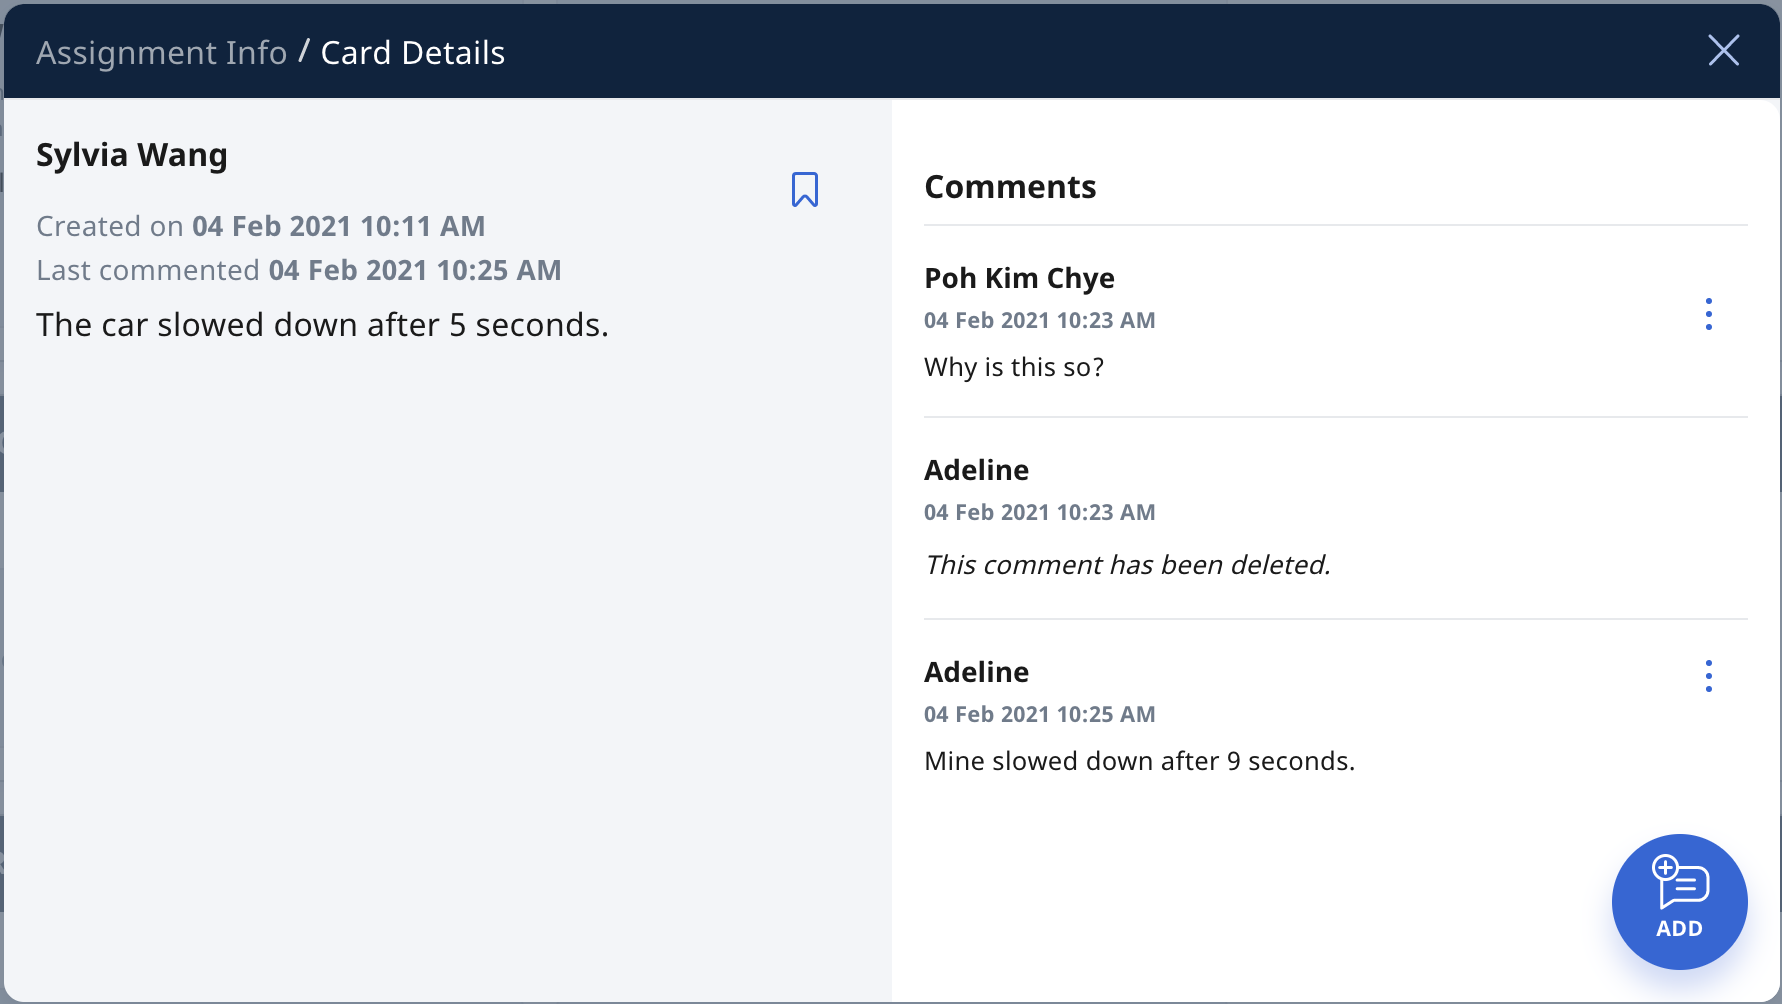 Assignment Info / Card Details
Sylvia Wang
Created on 04 Feb 2021 10:11 AM
Last commented 04 Feb 2021 10:25 AM
The car slowed down after 5 seconds.
Comments
Poh Kim Chye
04 Feb 2021 10:23 AM
Why is this so?
Adeline
04 Feb 2021 10:23 AM
This comment has been deleted.
Adeline
04 Feb 2021 10:25 AM
Mine slowed down after 9 seconds.
ADD